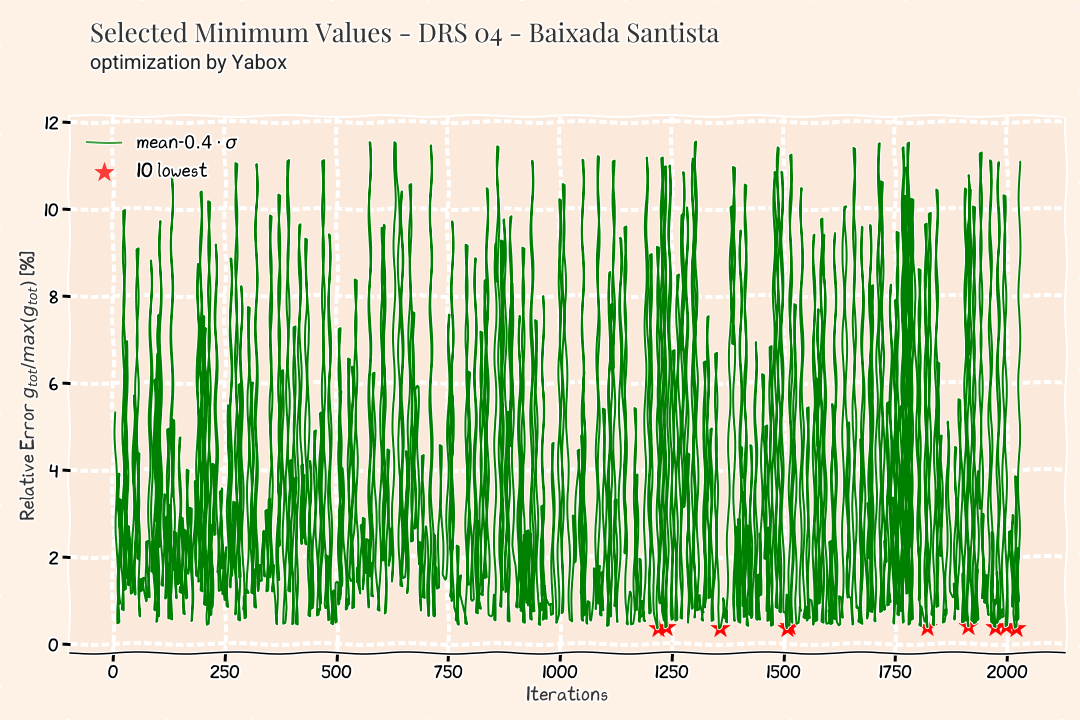 Selected Minimum Values - DRS 04 - Baixada Santista
optimization by Yabox
12
10
8
6
4
2
0
mean-0.4 · σ
10 lowest
Relative Error g_tot/max(g_tot) [%]
0 250 500 750 1000 1250 1500 1750 2000
Iterations